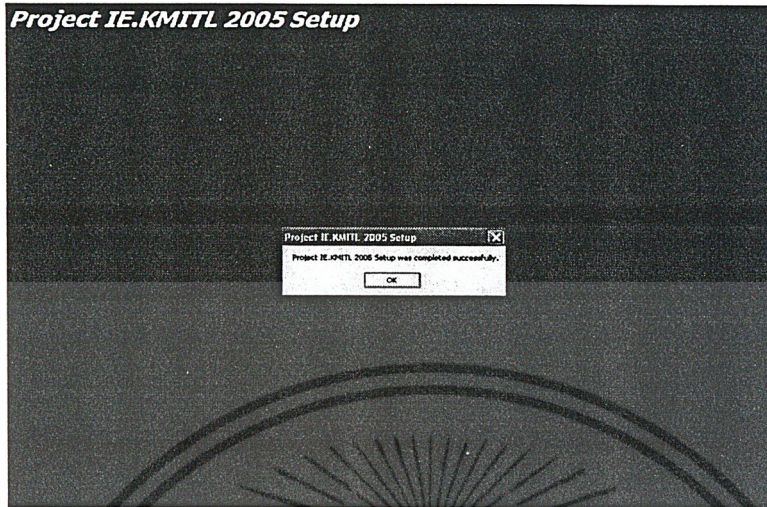 Project IE.KMITL 2005 Setup
Project IE.KMITL 2005 Setup
Project IE.KMITL 2005 Setup was completed successfully.
OK